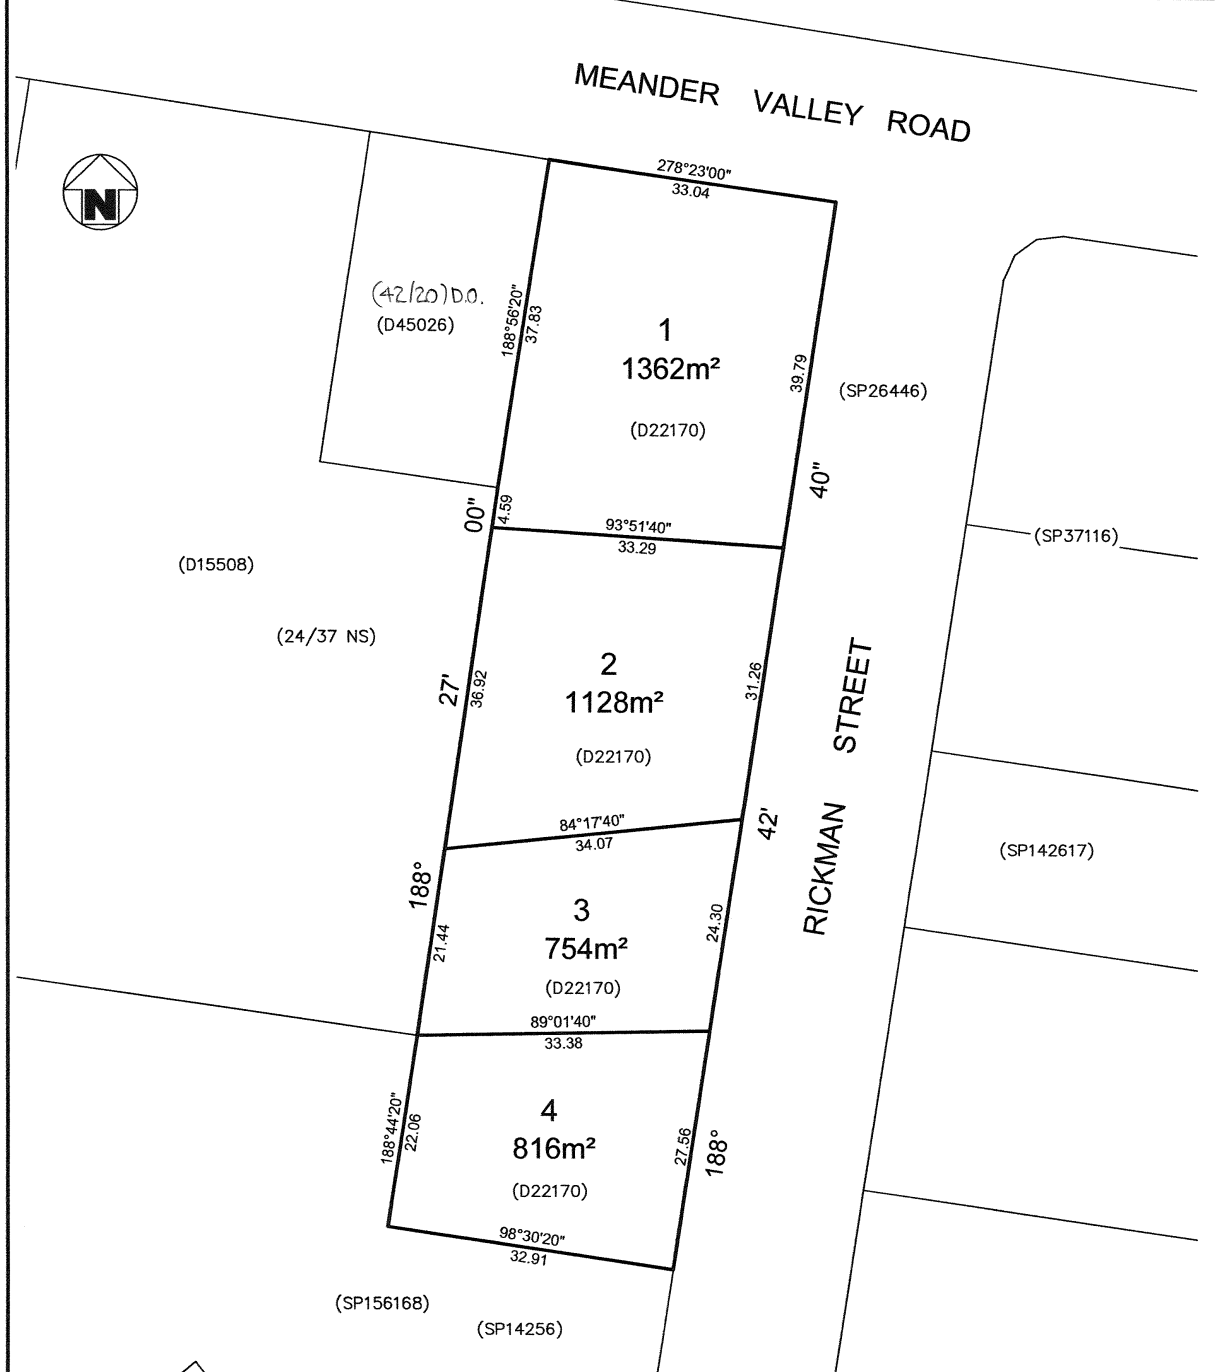 MEANDER VALLEY ROAD
278°23'00"
33.04
N
(42/20)D.O.
(D45026)
188°56'20"
37.83
1
1362m²
(D22170)
39.79
(SP26446)
40"
00"
4.59
93°51'40"
33.29
(SP37116)
(D15508)
(24/37 NS)
27'
36.92
2
1128m²
(D22170)
31.26
RICKMAN STREET
84°17'40"
34.07
42'
(SP142617)
188°
21.44
3
754m²
(D22170)
24.30
89°01'40"
33.38
188°44'20"
22.06
4
816m²
(D22170)
27.56
188°
98°30'20"
32.91
(SP156168)
(SP14256)